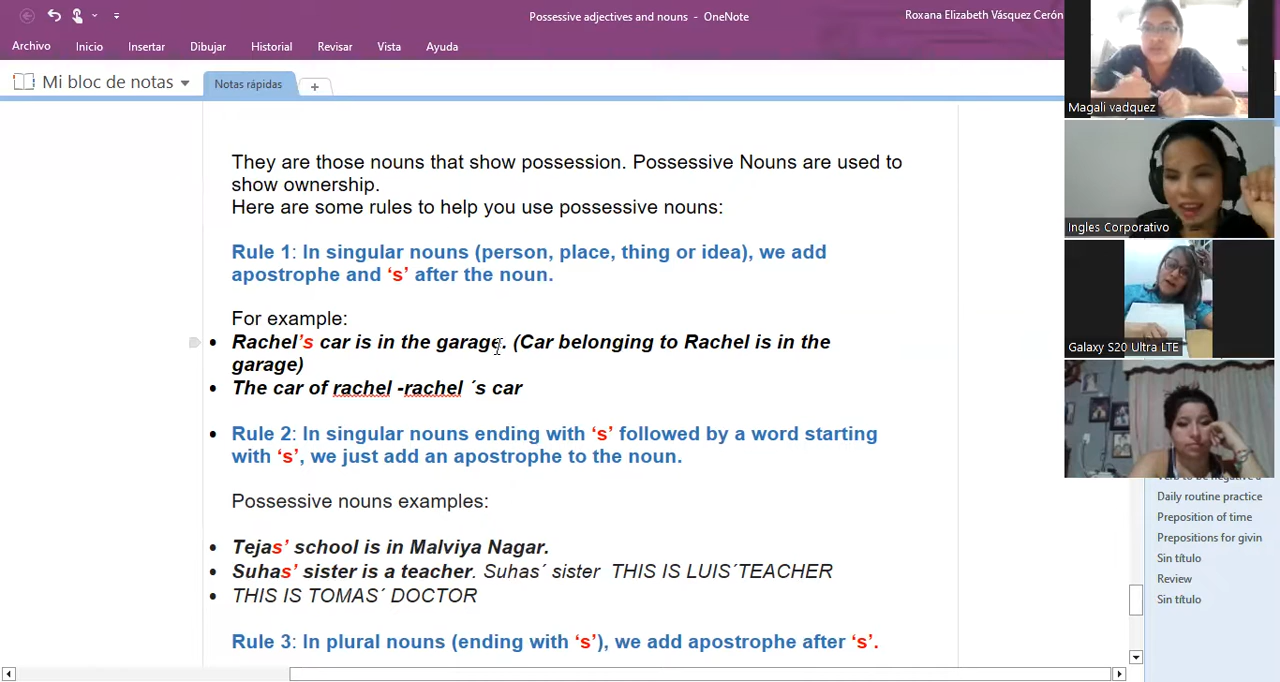 Possessive adjectives and nouns - OneNote
Roxana Elizabeth Vásquez Cerón
Archivo Inicio Insertar Dibujar Historial Revisar Vista Ayuda
Mi bloc de notas
Notas rápidas
+
They are those nouns that show possession. Possessive Nouns are used to
show ownership.
Here are some rules to help you use possessive nouns:
Rule 1: In singular nouns (person, place, thing or idea), we add
apostrophe and ‘s’ after the noun.
For example:
• Rachel’s car is in the garage. (Car belonging to Rachel is in the
garage)
• The car of rachel -rachel ´s car
• Rule 2: In singular nouns ending with ‘s’ followed by a word starting
with ‘s’, we just add an apostrophe to the noun.
Possessive nouns examples:
• Tejas’ school is in Malviya Nagar.
• Suhas’ sister is a teacher. Suhas´ sister THIS IS LUIS´TEACHER
• THIS IS TOMAS´ DOCTOR
Rule 3: In plural nouns (ending with ‘s’), we add apostrophe after ‘s’.
Magali vadquez
Ingles Corporativo
Galaxy S20 Ultra LTE
Daily routine practice
Preposition of time
Prepositions for givin
Sin título
Review
Sin título